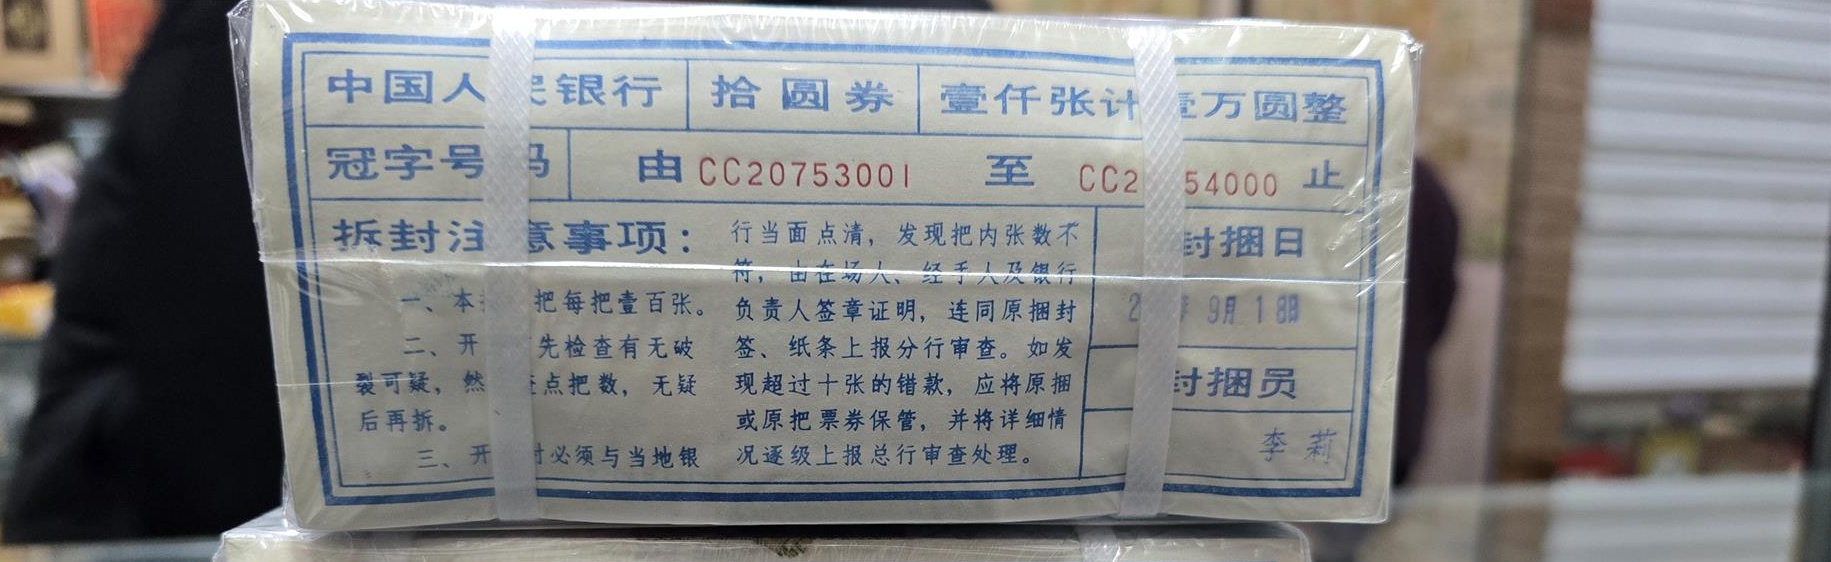 中国人民银行 拾圆券 壹仟张计壹万圆整
冠字号码 由 CC20753001 至 CC2 54000 止
拆封注意事项：
一、本 把每把壹百张。
二、开 先检查有无破
裂可疑，然 点把数，无疑
后再拆。
三、开 时必须与当地银
行当面点清，发现把内张数不
符，由在场人、经手人及银行
负责人签章证明，连同原捆封
签、纸条上报分行审查。如发
现超过十张的错款，应将原捆
或原把票券保管，并将详细情
况逐级上报总行审查处理。
封捆日
2 年 9月18日
封捆员
李莉